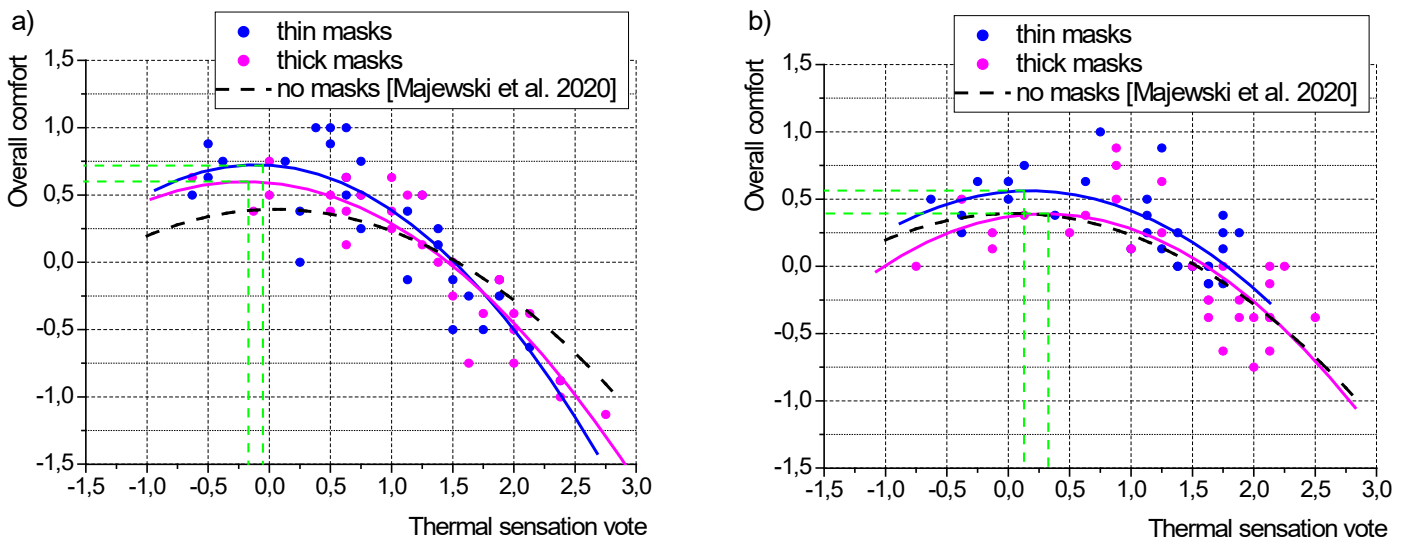 a)
thin masks
thick masks
no masks [Majewski et al. 2020]
Overall comfort
1,5
1,0
0,5
0,0
-0,5
-1,0
-1,5
-1,5 -1,0 -0,5 0,0 0,5 1,0 1,5 2,0 2,5 3,0
Thermal sensation vote
b)
thin masks
thick masks
no masks [Majewski et al. 2020]
Overall comfort
1,5
1,0
0,5
0,0
-0,5
-1,0
-1,5
-1,5 -1,0 -0,5 0,0 0,5 1,0 1,5 2,0 2,5 3,0
Thermal sensation vote